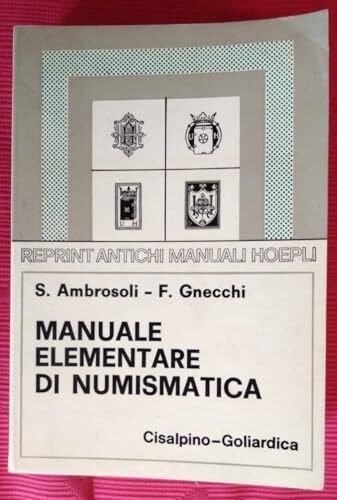 REPRINT ANTICHI MANUALI HOEPLI
S. Ambrosoli - F. Gnecchi
MANUALE
ELEMENTARE
DI NUMISMATICA
Cisalpino-Goliardica